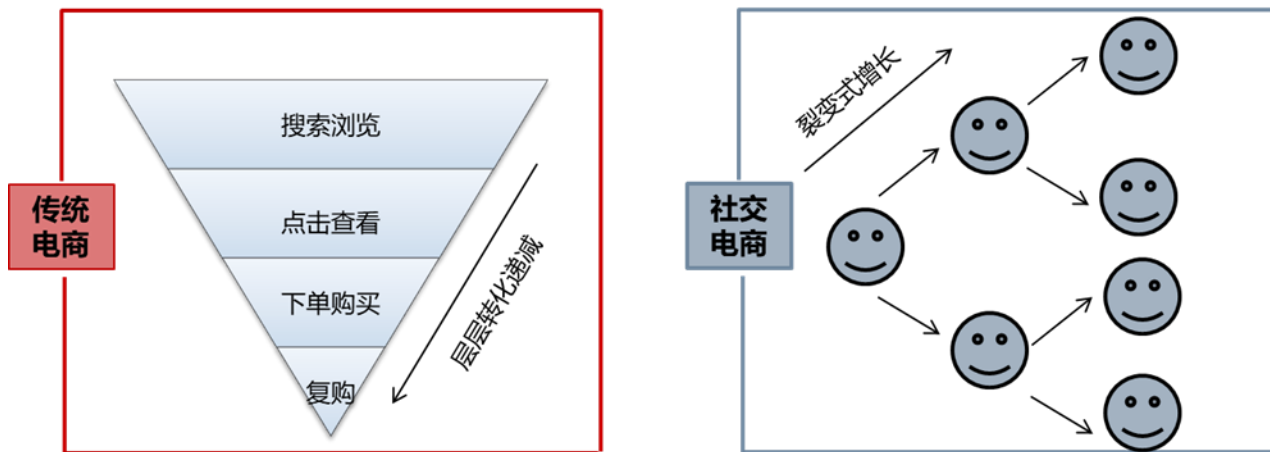 传统
电商
搜索浏览
点击查看
下单购买
复购
层层转化递减
社交
电商
裂变式增长